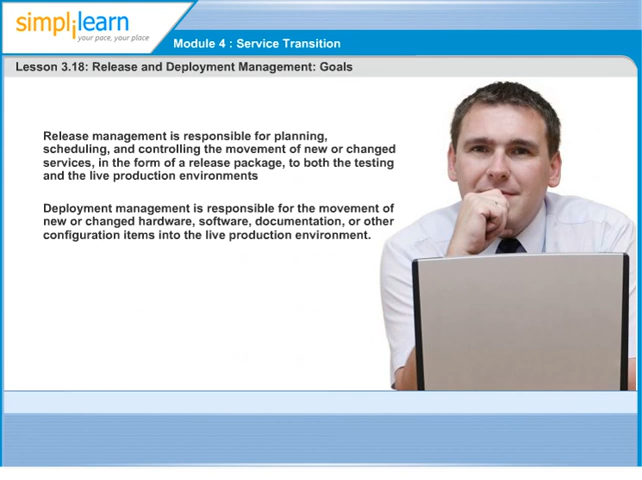 simplilearn
your pace, your place
Module 4 : Service Transition
Lesson 3.18: Release and Deployment Management: Goals
Release management is responsible for planning,
scheduling, and controlling the movement of new or changed
services, in the form of a release package, to both the testing
and the live production environments
Deployment management is responsible for the movement of
new or changed hardware, software, documentation, or other
configuration items into the live production environment.